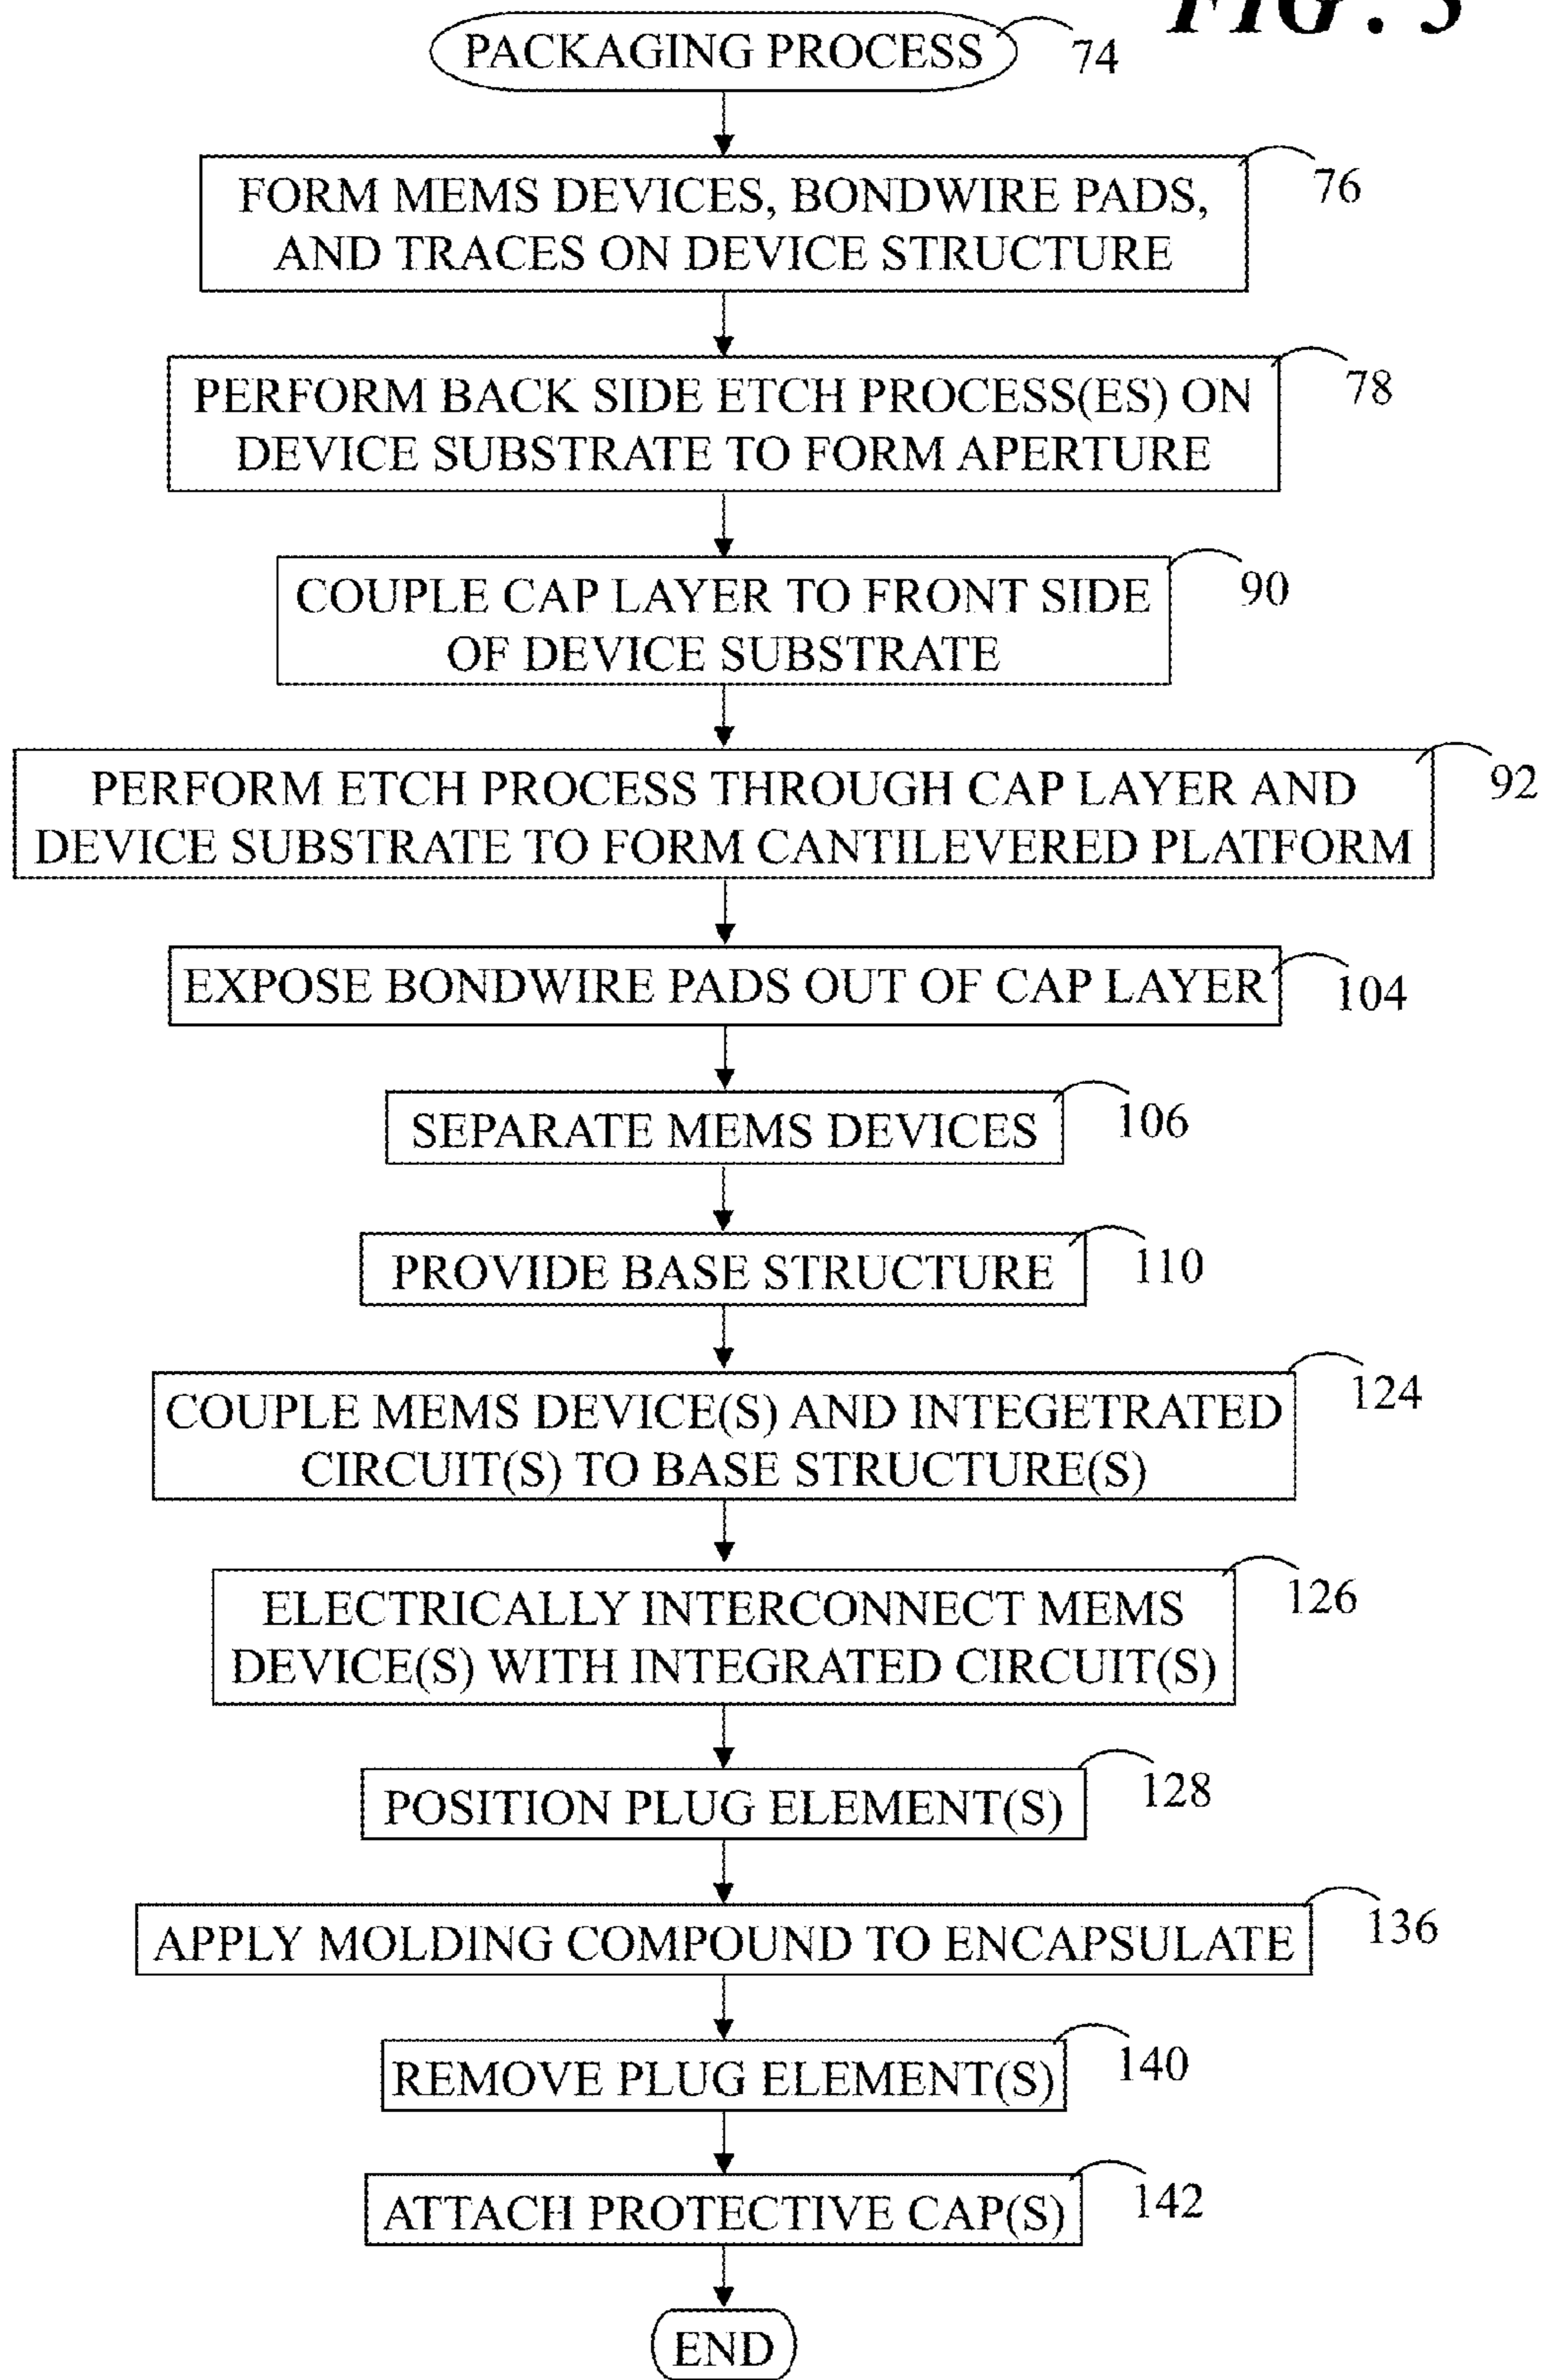 FIG. 3
PACKAGING PROCESS
74
FORM MEMS DEVICES, BONDWIRE PADS,
AND TRACES ON DEVICE STRUCTURE
76
PERFORM BACK SIDE ETCH PROCESS(ES) ON
DEVICE SUBSTRATE TO FORM APERTURE
78
COUPLE CAP LAYER TO FRONT SIDE
OF DEVICE SUBSTRATE
90
PERFORM ETCH PROCESS THROUGH CAP LAYER AND
DEVICE SUBSTRATE TO FORM CANTILEVERED PLATFORM
92
EXPOSE BONDWIRE PADS OUT OF CAP LAYER
104
SEPARATE MEMS DEVICES
106
PROVIDE BASE STRUCTURE
110
COUPLE MEMS DEVICE(S) AND INTEGETRATED
CIRCUIT(S) TO BASE STRUCTURE(S)
124
ELECTRICALLY INTERCONNECT MEMS
DEVICE(S) WITH INTEGRATED CIRCUIT(S)
126
POSITION PLUG ELEMENT(S)
128
APPLY MOLDING COMPOUND TO ENCAPSULATE
136
REMOVE PLUG ELEMENT(S)
140
ATTACH PROTECTIVE CAP(S)
142
END